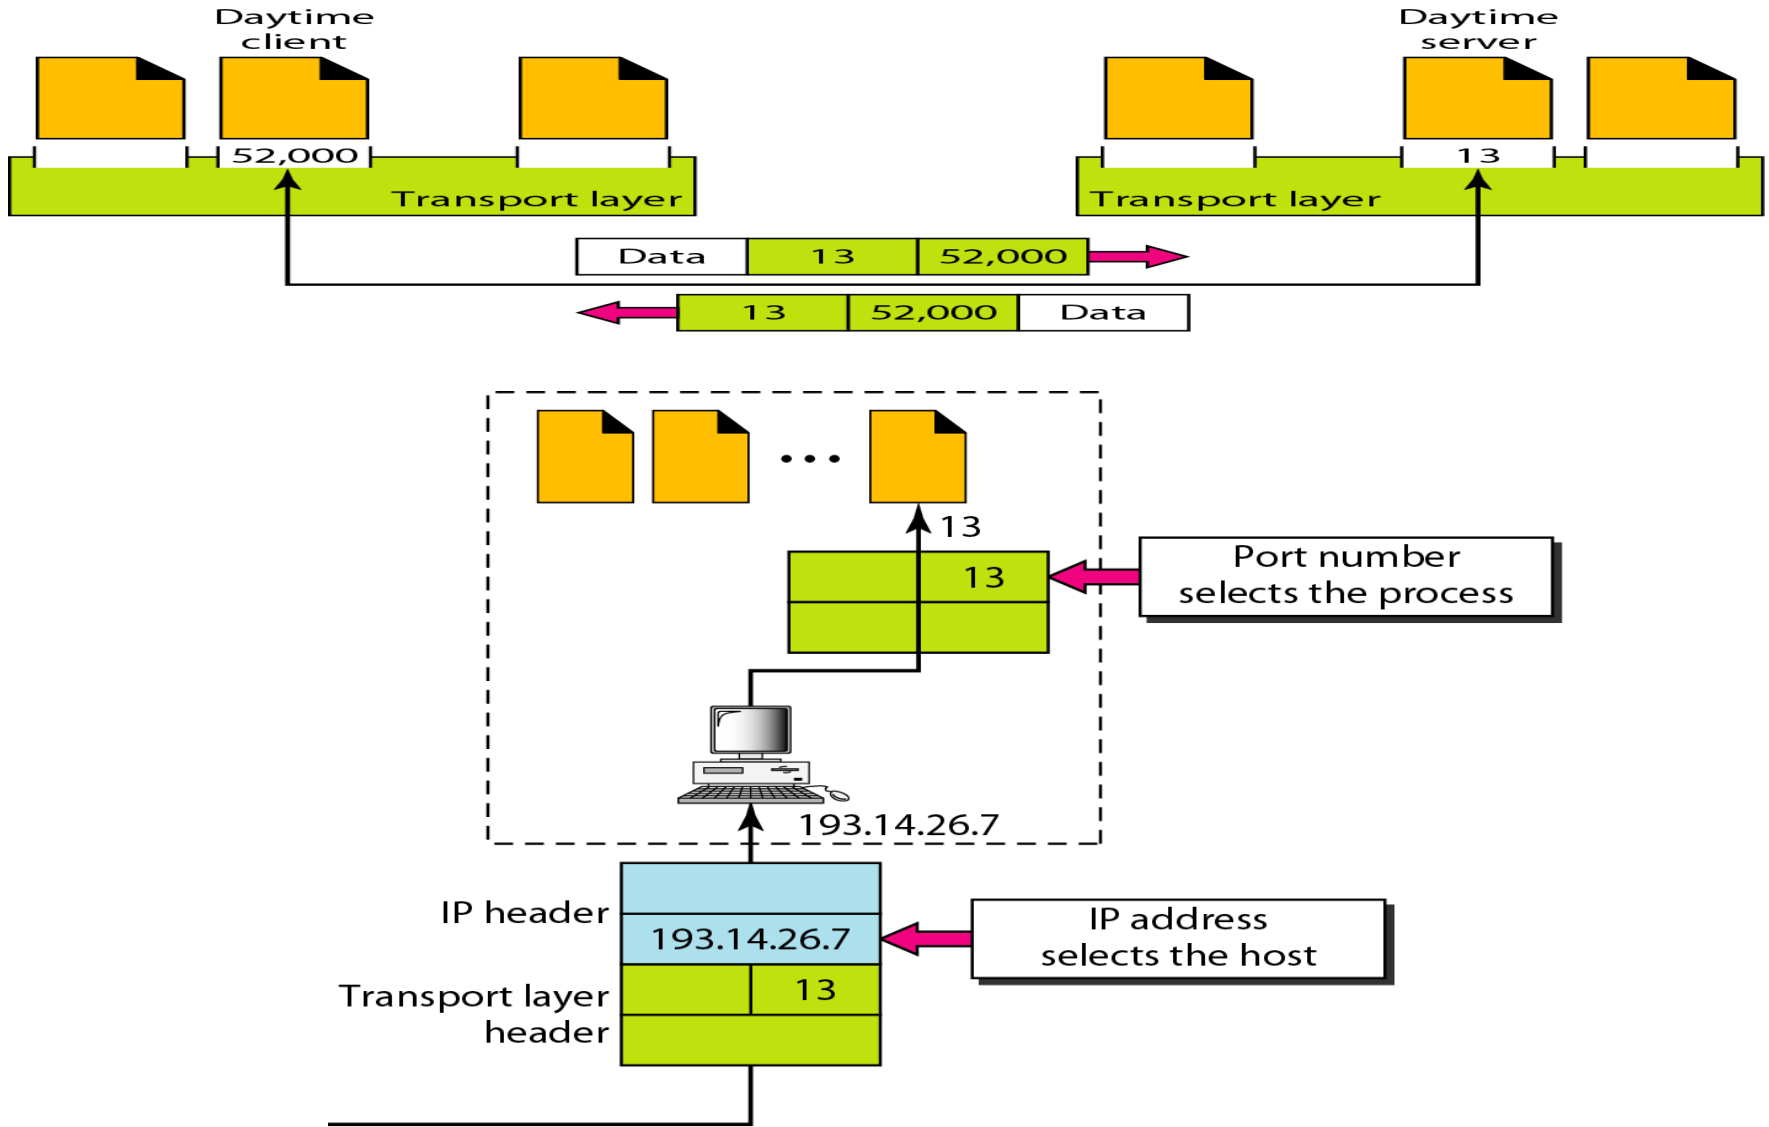 Daytime
client
Daytime
server
52,000
13
Transport layer
Transport layer
Data 13 52,000
13 52,000 Data
13
13
Port number
selects the process
193.14.26.7
IP header
193.14.26.7
IP address
selects the host
Transport layer
header
13